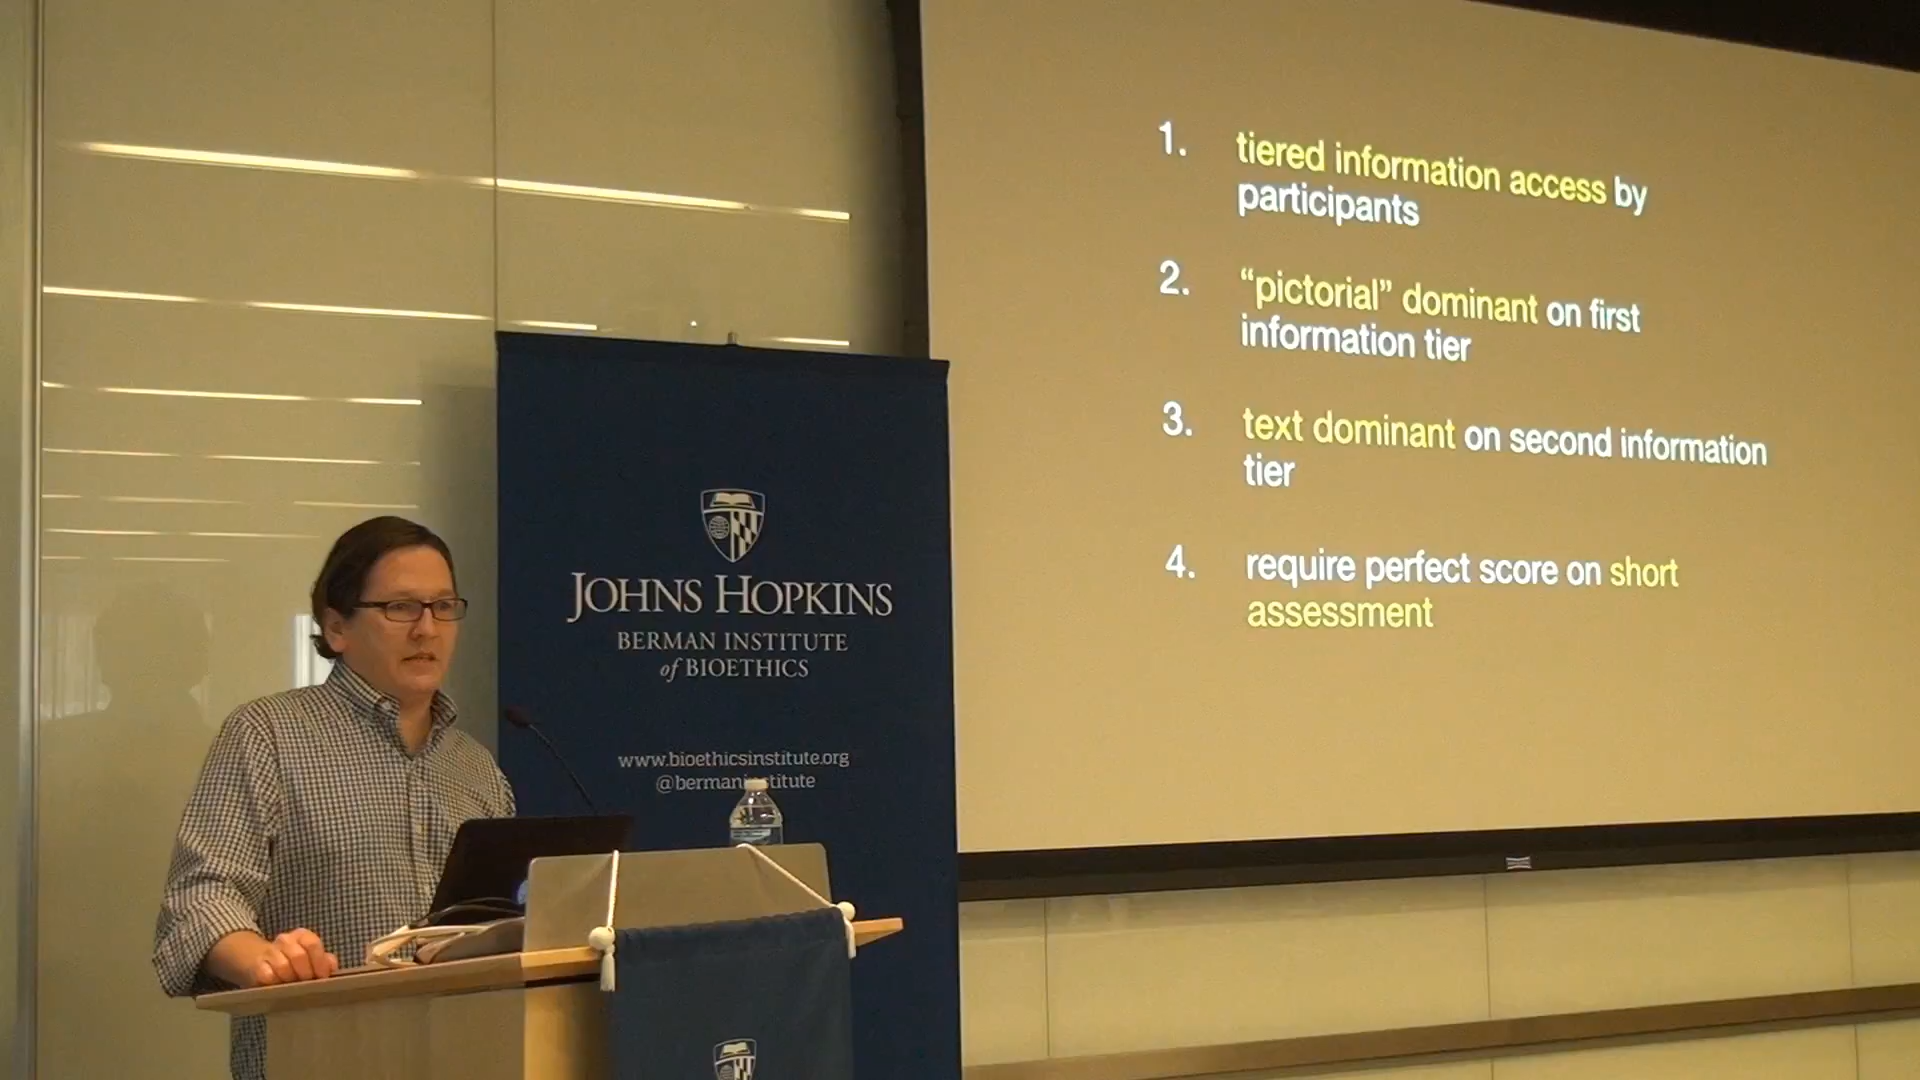 1. tiered information access by
participants
2. “pictorial” dominant on first
information tier
3. text dominant on second information
tier
4. require perfect score on short
assessment
JOHNS HOPKINS
BERMAN INSTITUTE
of BIOETHICS
www.bioethicsinstitute.org
@bermaninstitute